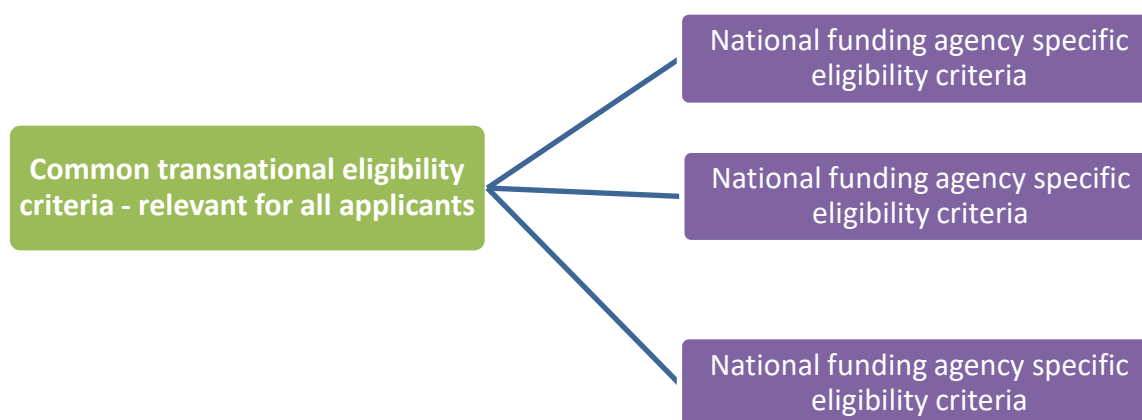 National funding agency specific
eligibility criteria
Common transnational eligibility
criteria - relevant for all applicants
National funding agency specific
eligibility criteria
National funding agency specific
eligibility criteria